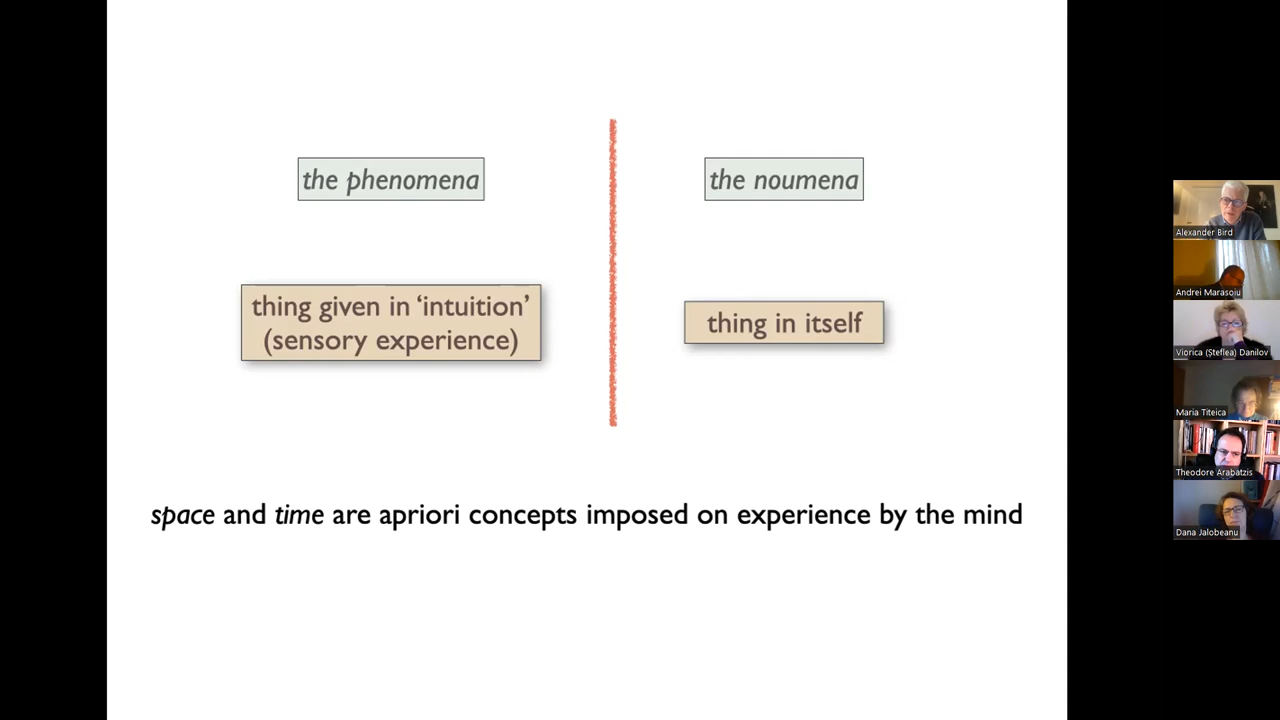 the phenomena
the noumena
thing given in ‘intuition’
(sensory experience)
thing in itself
space and time are apriori concepts imposed on experience by the mind
Alexander Bird
Andrei Marasoiu
Viorica (Șteflea) Danilov
Maria Titeica
Theodore Arabatzis
Dana Jalobeanu